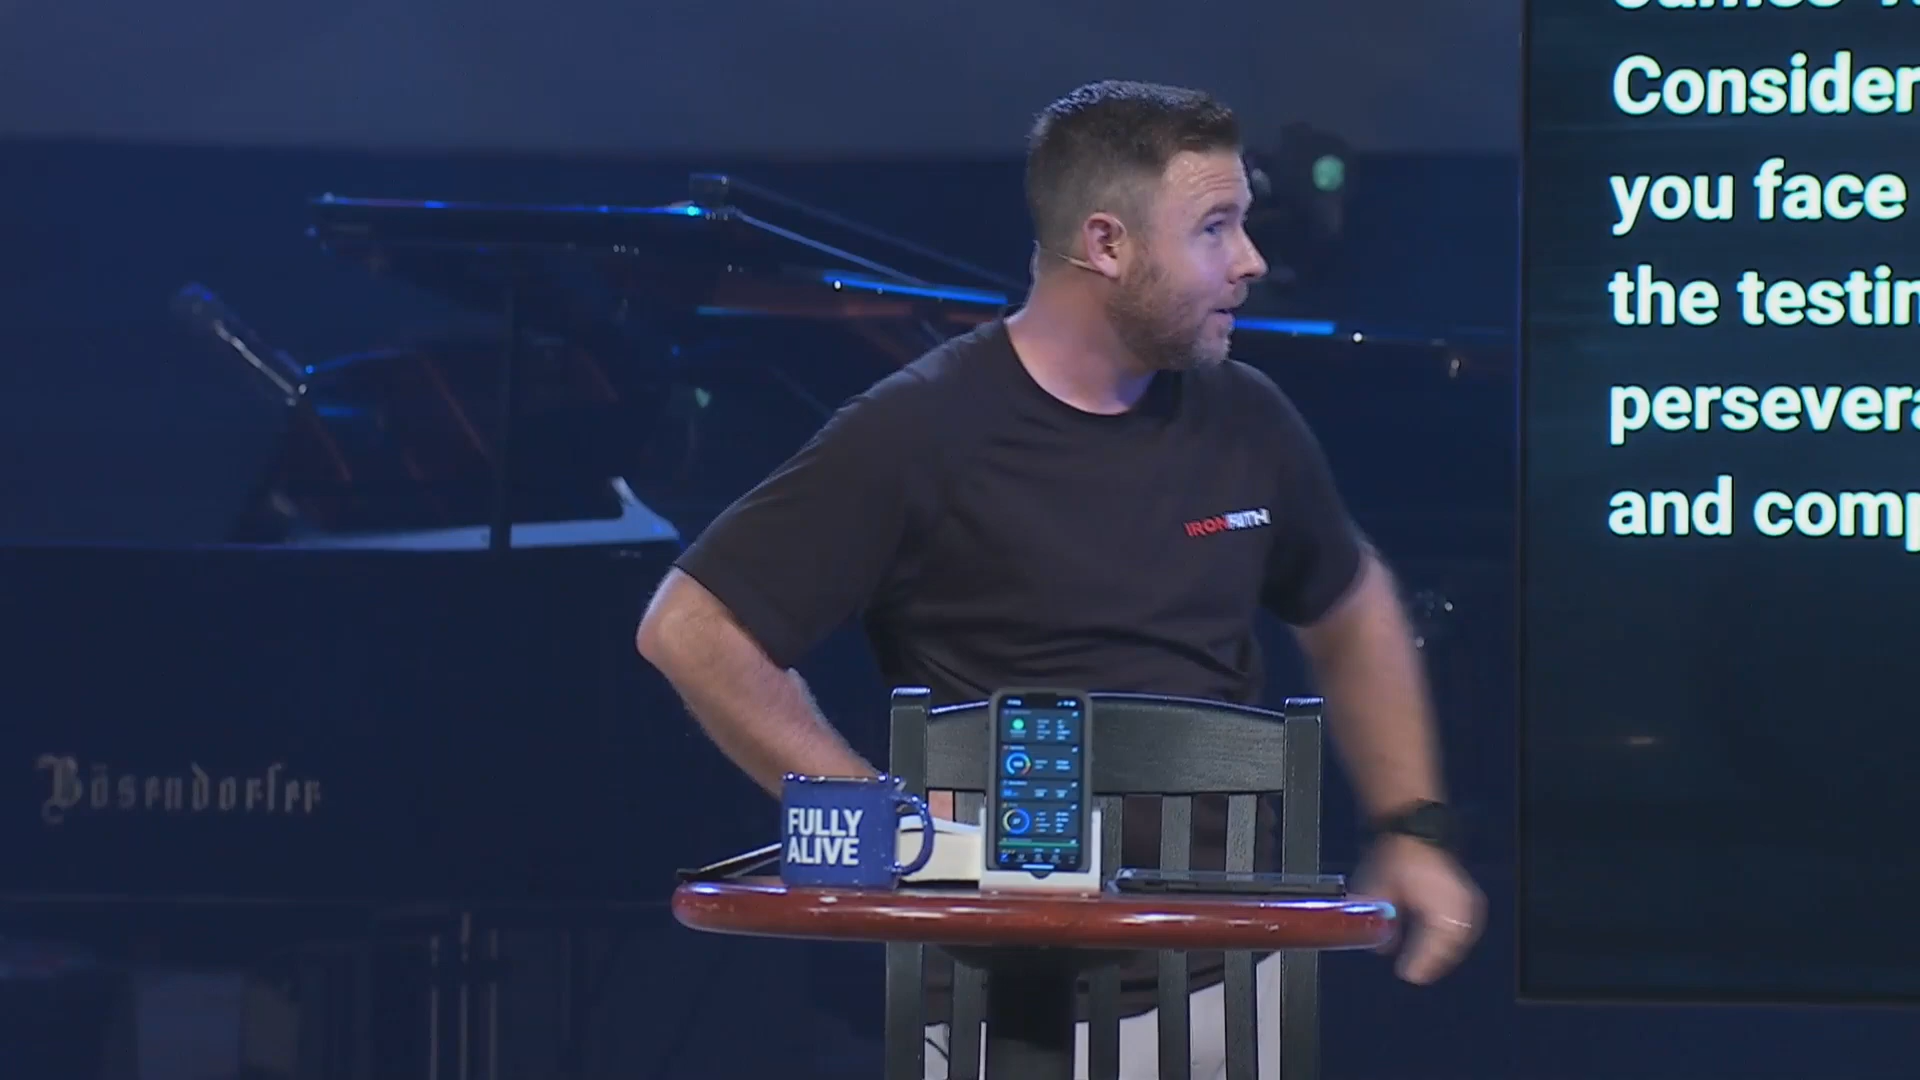 Consider
you face
the testin
persevera
and comp
IRONFAITH
FULLY
ALIVE
Bösendorfer